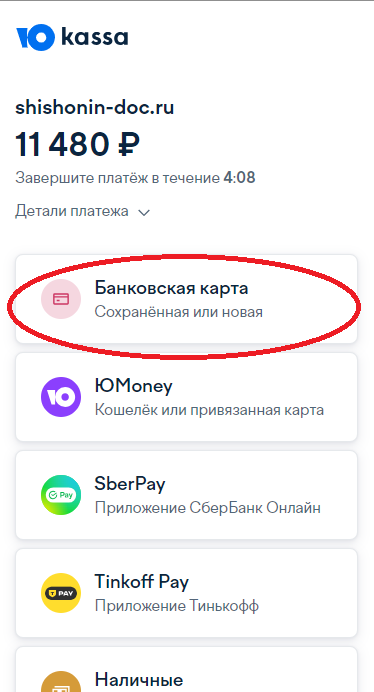 Ю kassa
shishonin-doc.ru
11 480 ₽
Завершите платёж в течение 4:08
Детали платежа
Банковская карта
Сохранённая или новая
Ю
ЮMoney
Кошелёк или привязанная карта
Pay
SberPay
Приложение СберБанк Онлайн
PAY
Tinkoff Pay
Приложение Тинькофф
Наличные